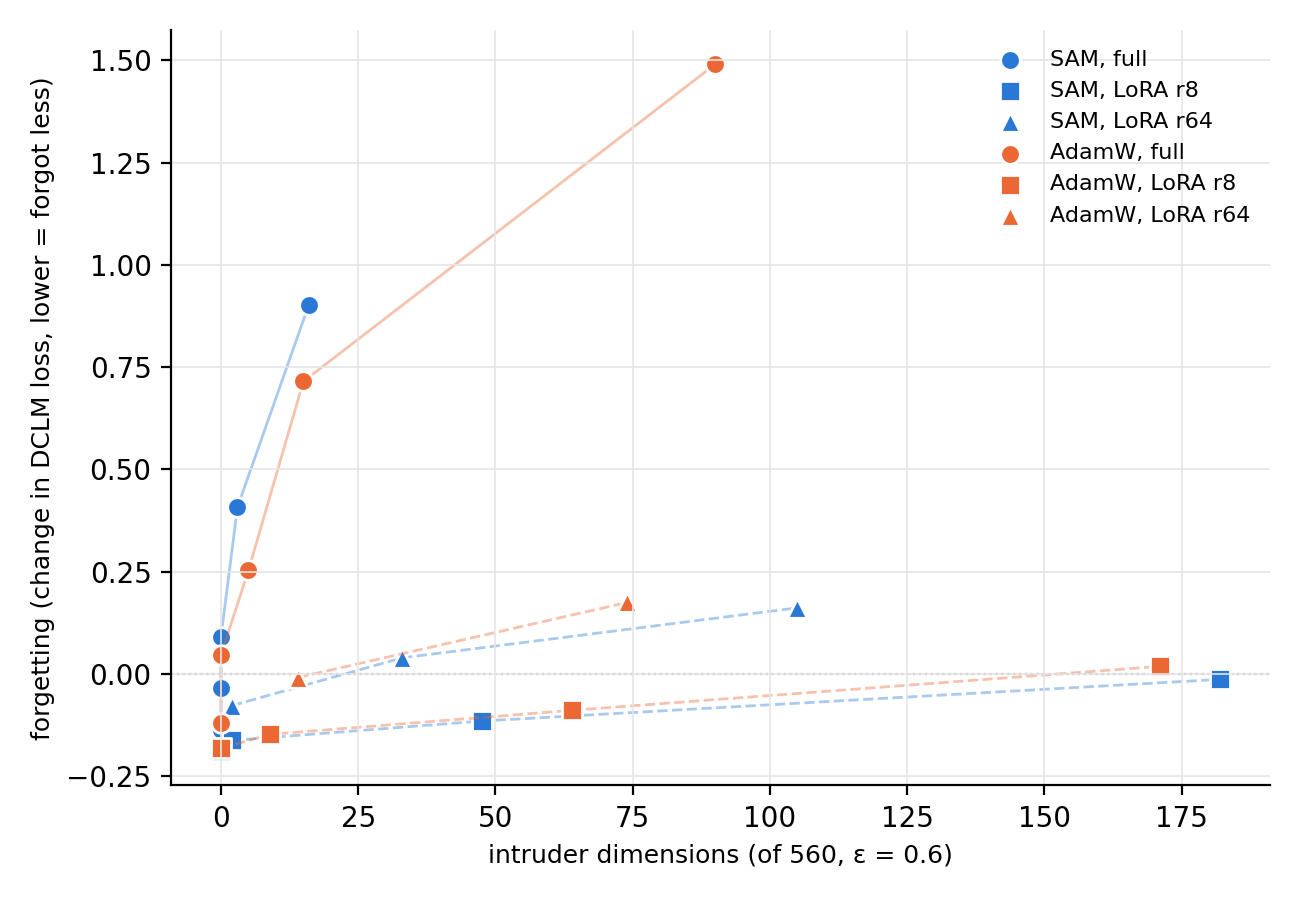 forgetting (change in DCLM loss, lower = forgot less)
1.50
1.25
1.00
0.75
0.50
0.25
0.00
−0.25
SAM, full
SAM, LoRA r8
SAM, LoRA r64
AdamW, full
AdamW, LoRA r8
AdamW, LoRA r64
0 25 50 75 100 125 150 175
intruder dimensions (of 560, ε = 0.6)